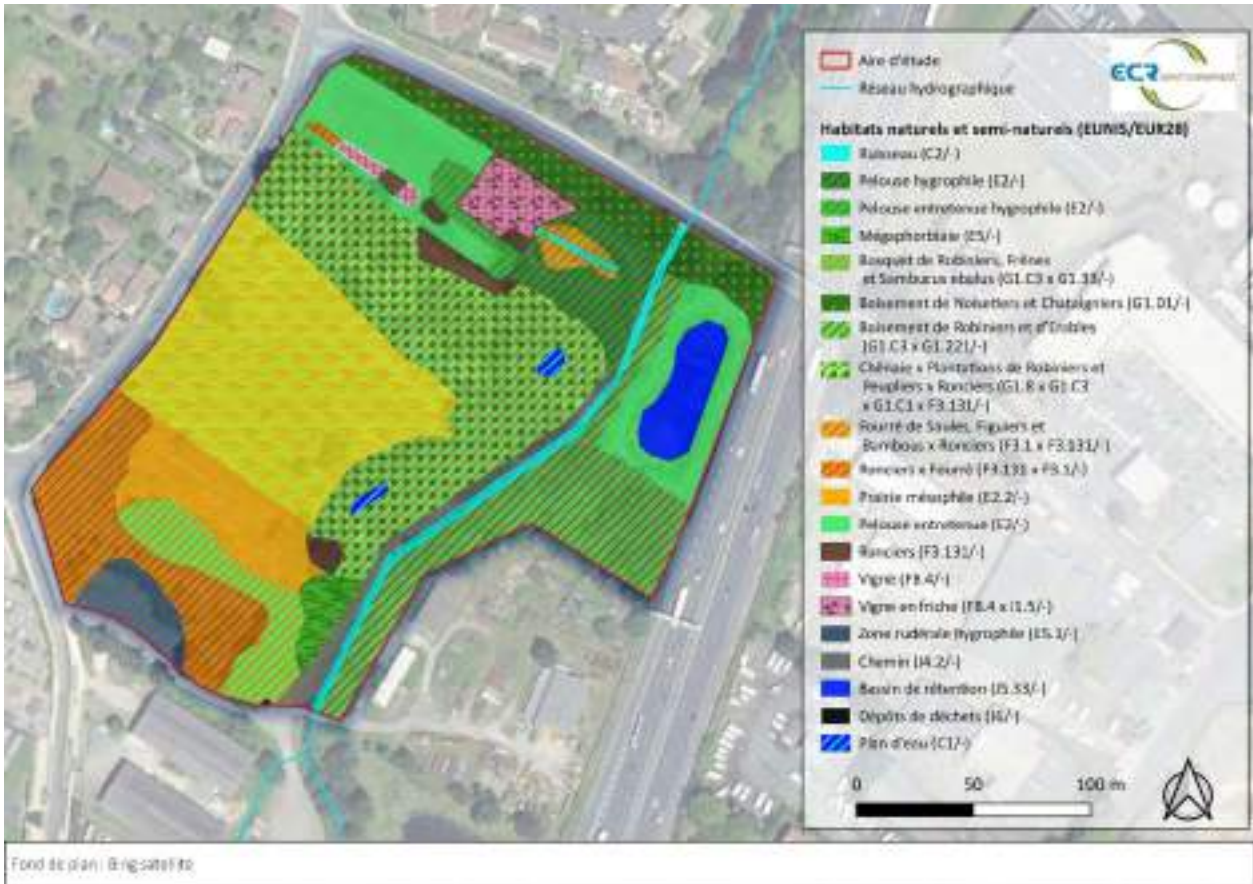 Aire d'étude
Réseau hydrographique
ECR
Habitats naturels et semi-naturels (EUNIS/EUR28)
Ruisseau (C2/-)
Pelouse hygrophile (E2/-)
Pelouse entretenue hygrophile (E2/-)
Mégaphorbiaie (E5/-)
Bosquet de Robiniers, Frênes
et Sambucus ebulus (G1.C3 x G1.33/-)
Boisement de Noisetiers et Chataigniers (G1.D1/-)
Boisement de Robiniers et d'Erables
(G1.C3 x G1.221/-)
Chênaie x Plantations de Robiniers et
Peupliers x Ronciers (G1.8 x G1.C3
x G1.C1 x F3.131/-)
Fourré de Saules, Figuiers et
Bambous x Ronciers (F3.1 x F3.131/-)
Ronciers x Fourré (F3.131 x F3.1/-)
Prairie mésophile (E2.2/-)
Pelouse entretenue (E2/-)
Ronciers (F3.131/-)
Vigne (FB.4/-)
Vigne en friche (FB.4 x I1.5/-)
Zone rudérale hygrophile (E5.1/-)
Chemin (J4.2/-)
Bassin de rétention (J5.33/-)
Dépôts de déchets (J6/-)
Plan d'eau (C1/-)
0 50 100 m
Fond de plan : Bing satellite